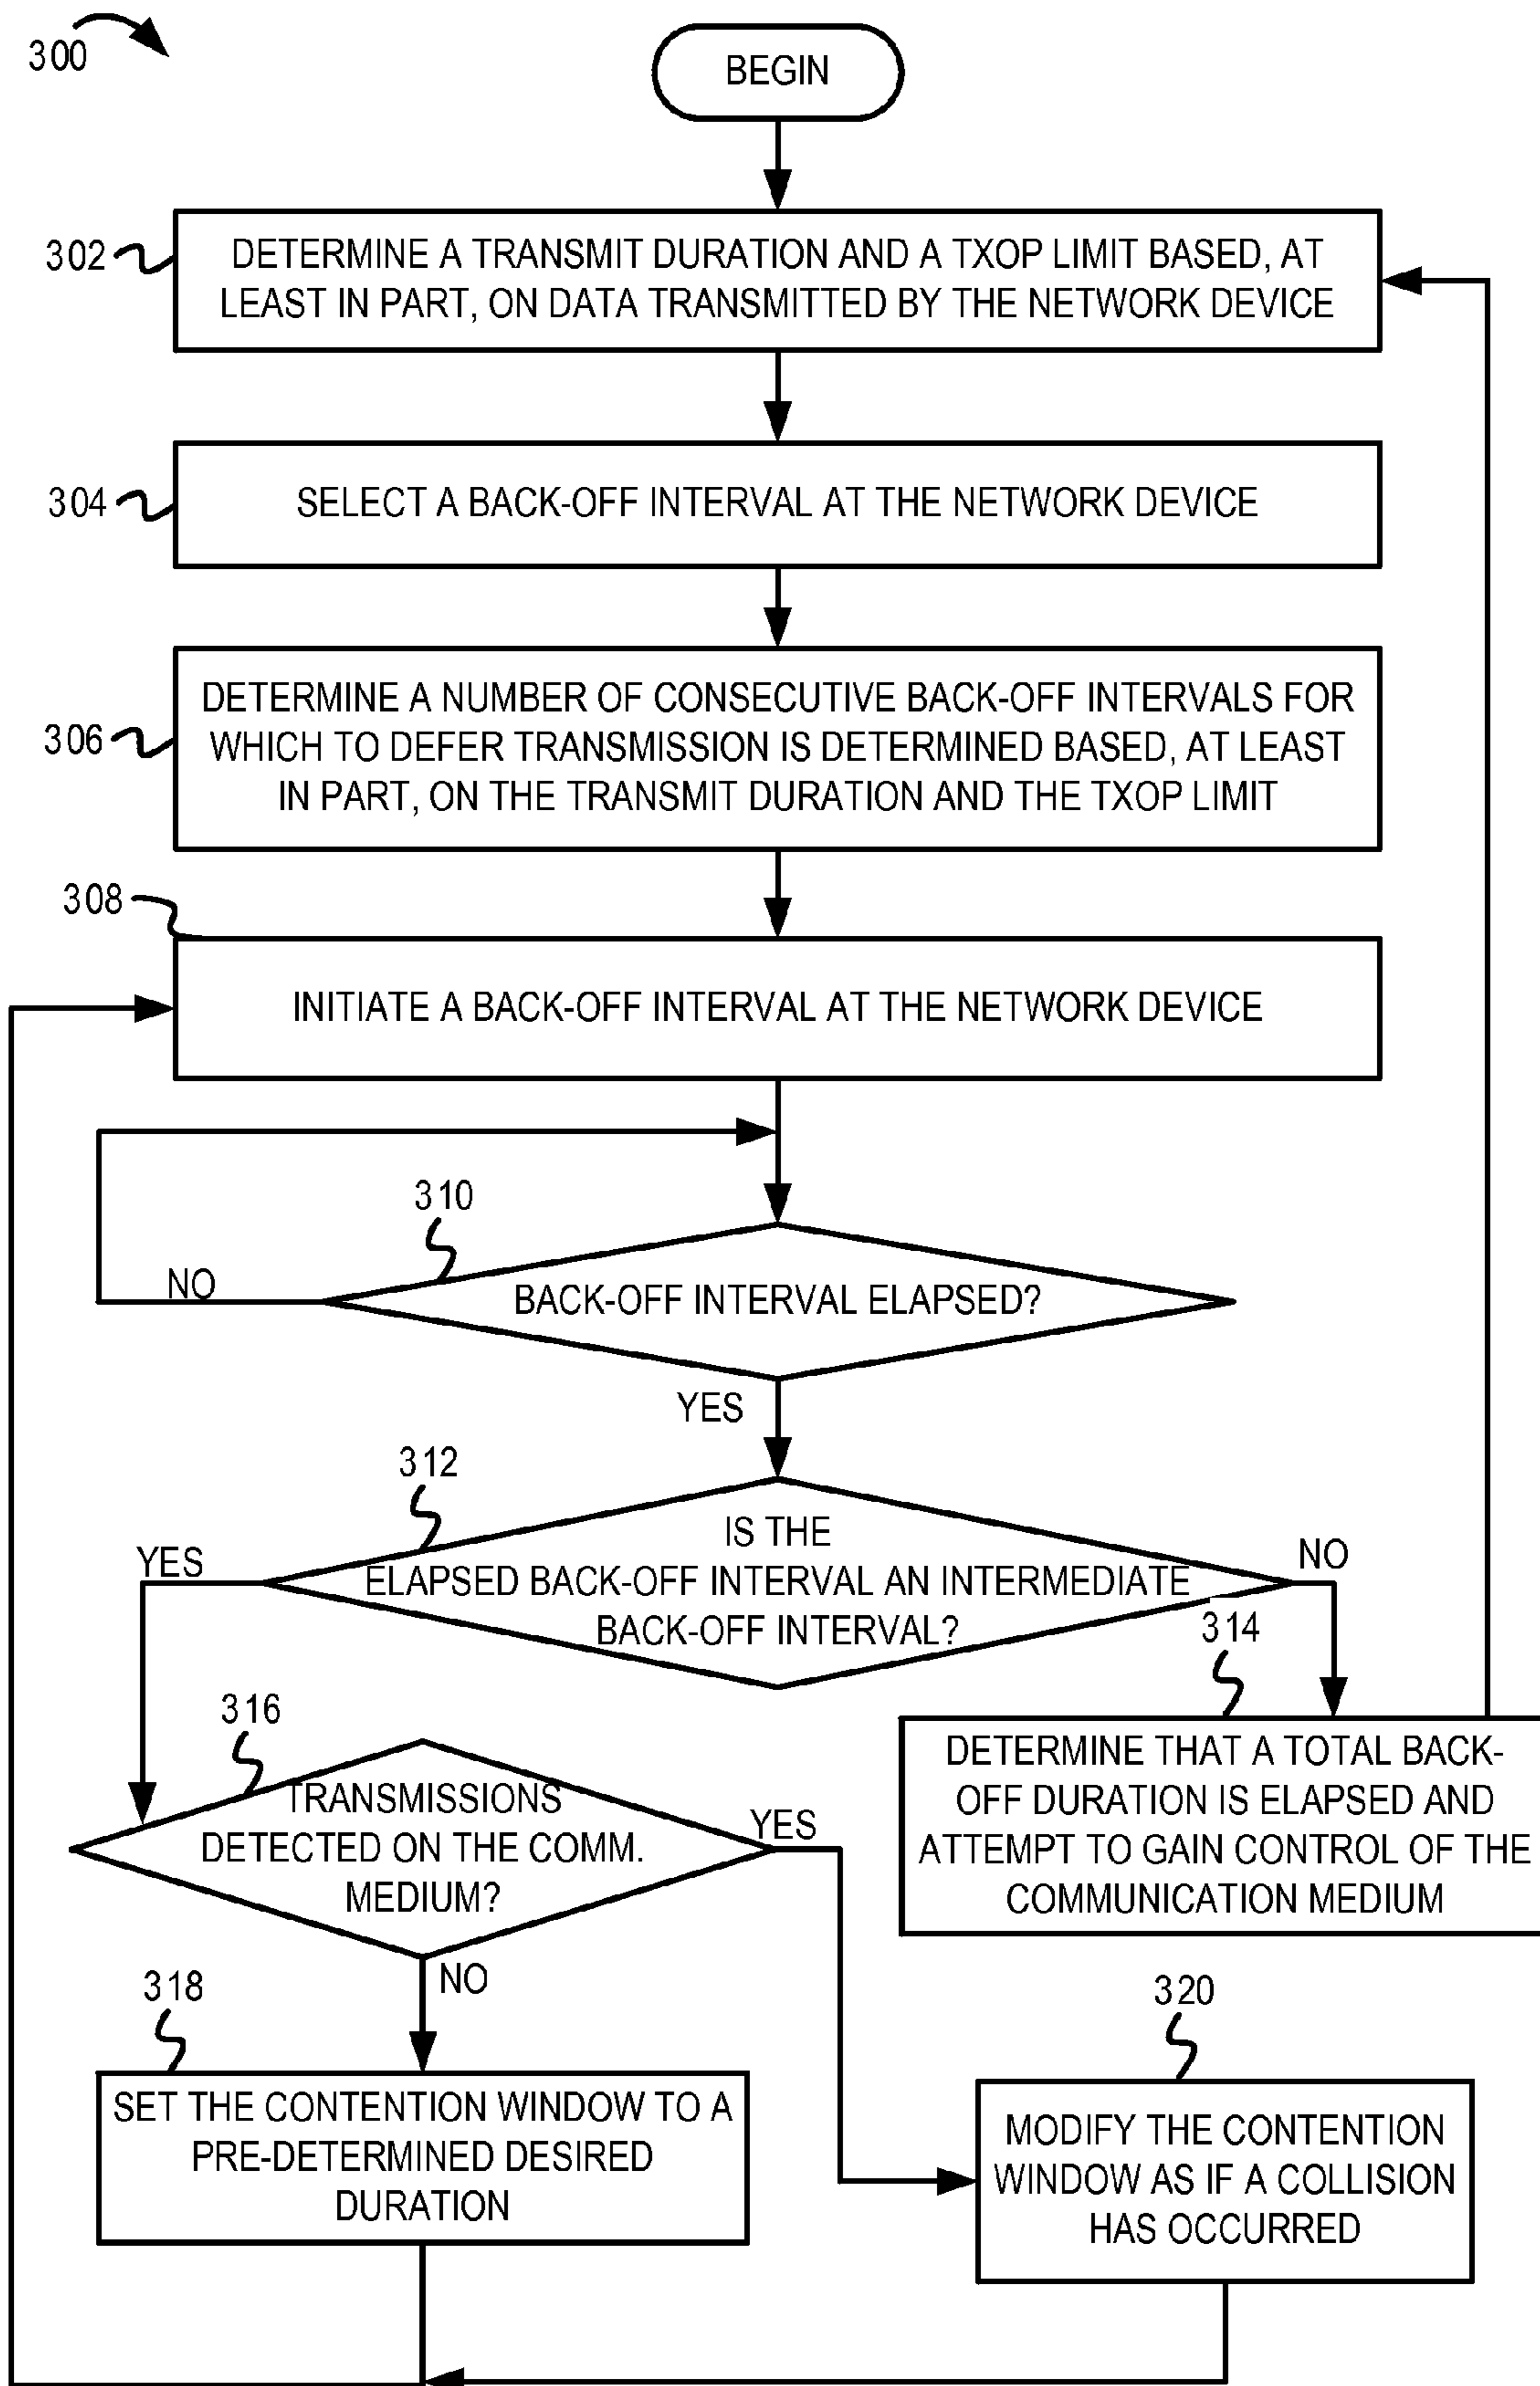 300
BEGIN
302
DETERMINE A TRANSMIT DURATION AND A TXOP LIMIT BASED, AT
LEAST IN PART, ON DATA TRANSMITTED BY THE NETWORK DEVICE
304
SELECT A BACK-OFF INTERVAL AT THE NETWORK DEVICE
306
DETERMINE A NUMBER OF CONSECUTIVE BACK-OFF INTERVALS FOR
WHICH TO DEFER TRANSMISSION IS DETERMINED BASED, AT LEAST
IN PART, ON THE TRANSMIT DURATION AND THE TXOP LIMIT
308
INITIATE A BACK-OFF INTERVAL AT THE NETWORK DEVICE
310
NO
BACK-OFF INTERVAL ELAPSED?
YES
312
IS THE
ELAPSED BACK-OFF INTERVAL AN INTERMEDIATE
BACK-OFF INTERVAL?
YES
NO
314
DETERMINE THAT A TOTAL BACK-
OFF DURATION IS ELAPSED AND
ATTEMPT TO GAIN CONTROL OF THE
COMMUNICATION MEDIUM
316
TRANSMISSIONS
DETECTED ON THE COMM.
MEDIUM?
YES
NO
318
SET THE CONTENTION WINDOW TO A
PRE-DETERMINED DESIRED
DURATION
320
MODIFY THE CONTENTION
WINDOW AS IF A COLLISION
HAS OCCURRED